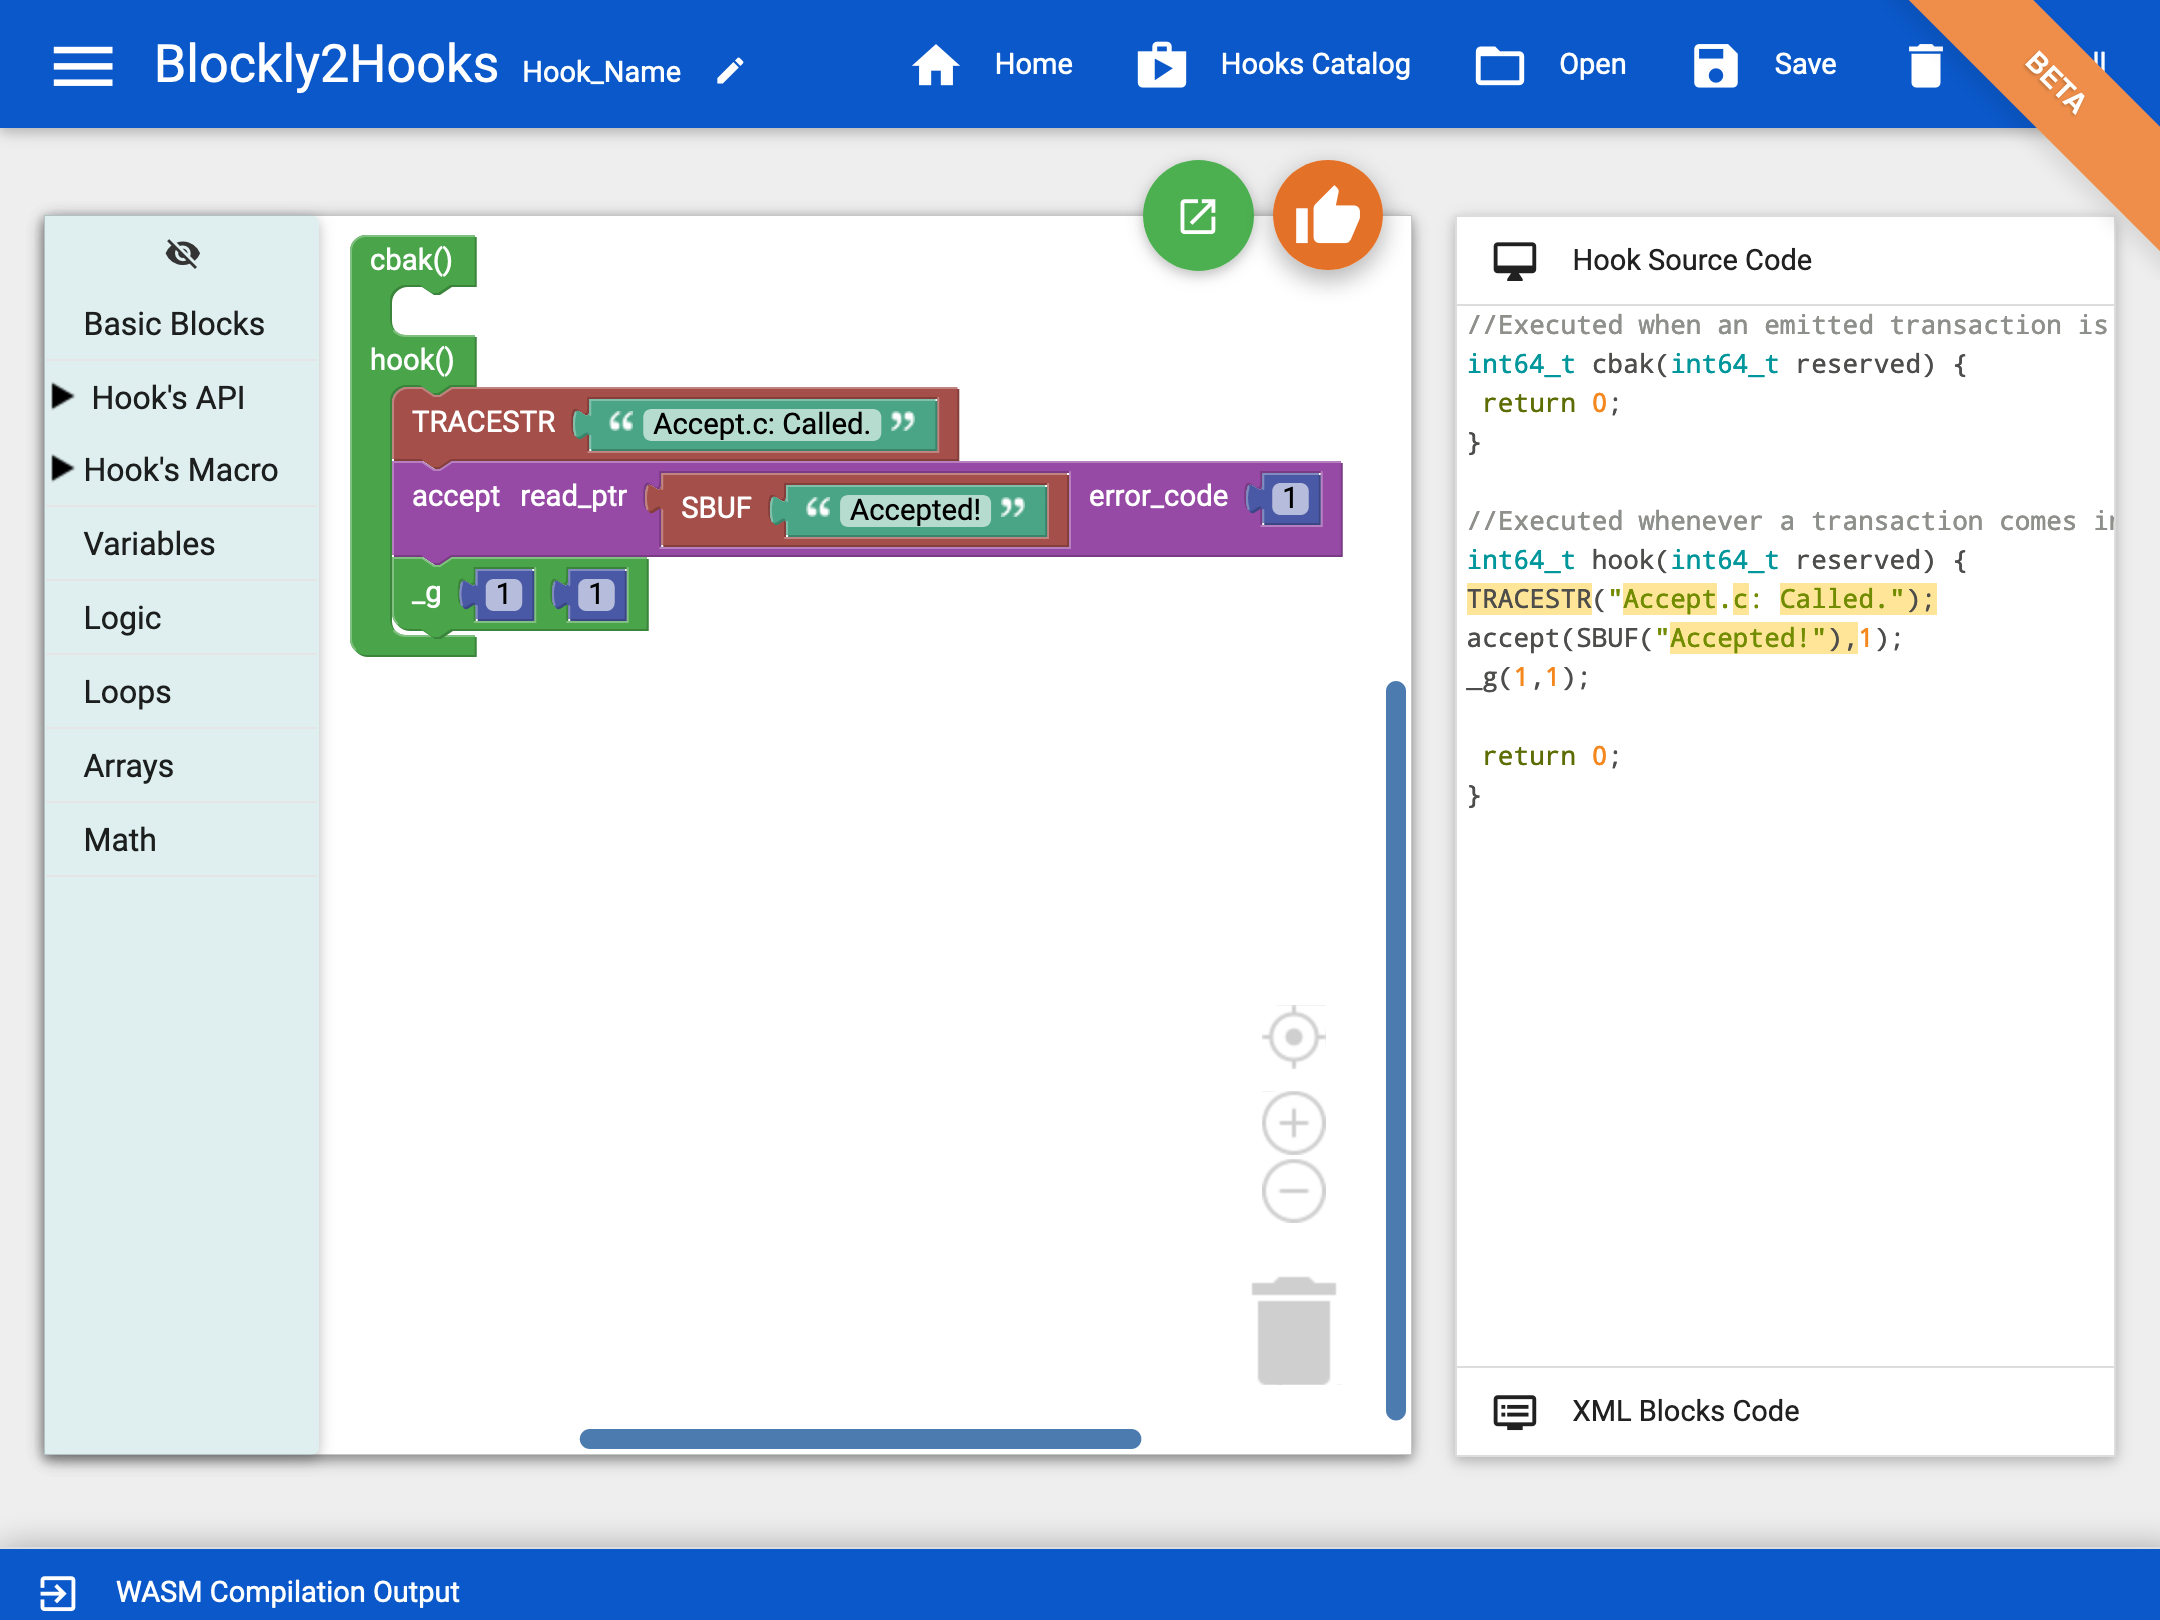 Blockly2Hooks Hook_Name Home Hooks Catalog Open Save
BETA
Basic Blocks
Hook's API
Hook's Macro
Variables
Logic
Loops
Arrays
Math
cbak()
hook()
TRACESTR “ Accept.c: Called. ”
accept read_ptr SBUF “ Accepted! ” error_code 1
_g 1 1
Hook Source Code
//Executed when an emitted transaction is
int64_t cbak(int64_t reserved) {
return 0;
}
//Executed whenever a transaction comes in
int64_t hook(int64_t reserved) {
TRACESTR("Accept.c: Called.");
accept(SBUF("Accepted!"),1);
_g(1,1);
return 0;
}
XML Blocks Code
WASM Compilation Output